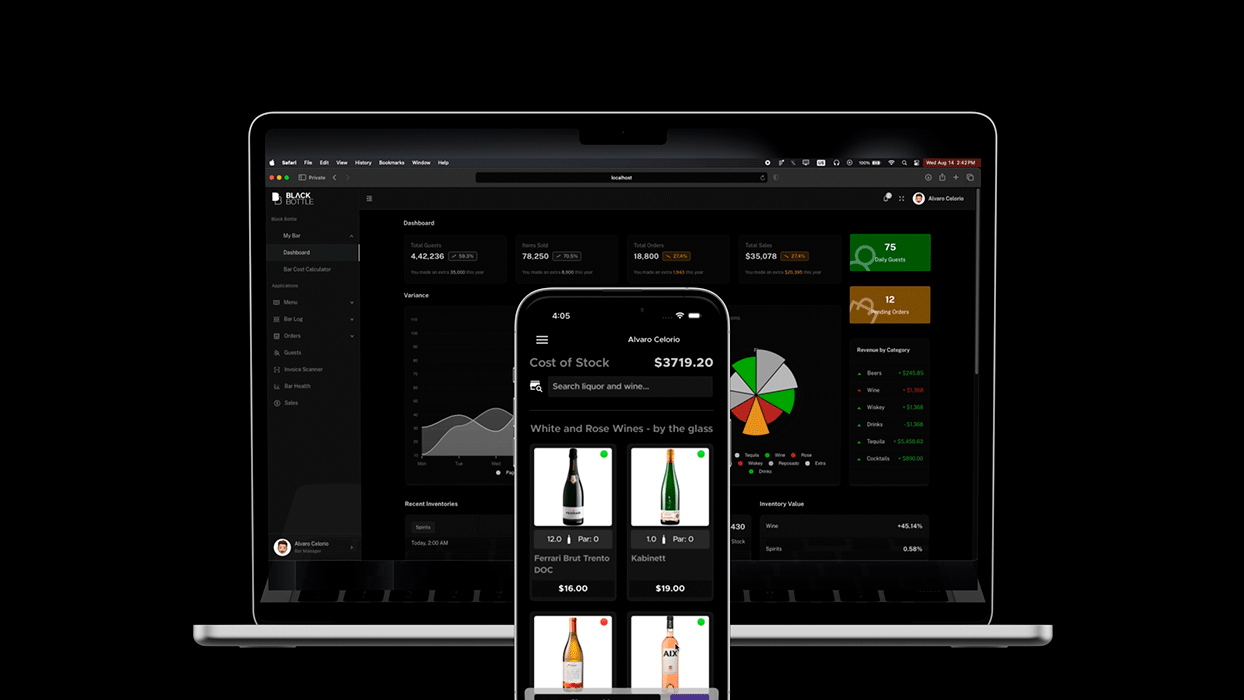 Safari File Edit View History Bookmarks Window Help
100%
Wed Aug 14 2:42 PM
Private
localhost
BLACK
BOTTLE
Alvaro Celorio
Black Bottle
My Bar
Dashboard
Bar Cost Calculator
Applications
Menu
Bar Log
Orders
Guests
Invoice Scanner
Bar Health
Sales
Alvaro Celorio
Bar Manager
Dashboard
Total Guests
4,42,236 59.3%
You made an extra 35,000 this year
Items Sold
78,250 70.5%
You made an extra 8,900 this year
Total Orders
18,800 27.4%
You made an extra 1,943 this year
Total Sales
$35,078 27.4%
You made an extra $20,395 this year
75
Daily Guests
12
Pending Orders
Variance
Mon Tue Wed
Tequila Wine Rose
Wiskey Reposado Extra
Drinks
Revenue by Category
Beers +$245.85
Wine +$1,368
Wiskey +$1,368
Drinks -$1,368
Tequila +$5,458.63
Cocktails +$890.00
Recent Inventories
Spirits
Today, 2:00 AM
430
Stock
Inventory Value
Wine +45.14%
Spirits 0.58%
4:05
Alvaro Celorio
Cost of Stock $3719.20
Search liquor and wine...
White and Rose Wines - by the glass
12.0 Par: 0
Ferrari Brut Trento
DOC
$16.00
1.0 Par: 0
Kabinett
$19.00
AIX